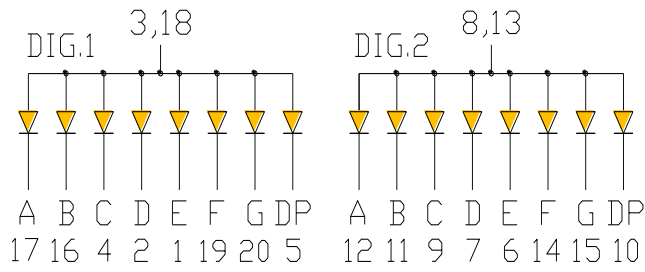 3,18 8,13
DIG.1 DIG.2
A B C D E F G DP A B C D E F G DP
17 16 4 2 1 19 20 5 12 11 9 7 6 14 15 10